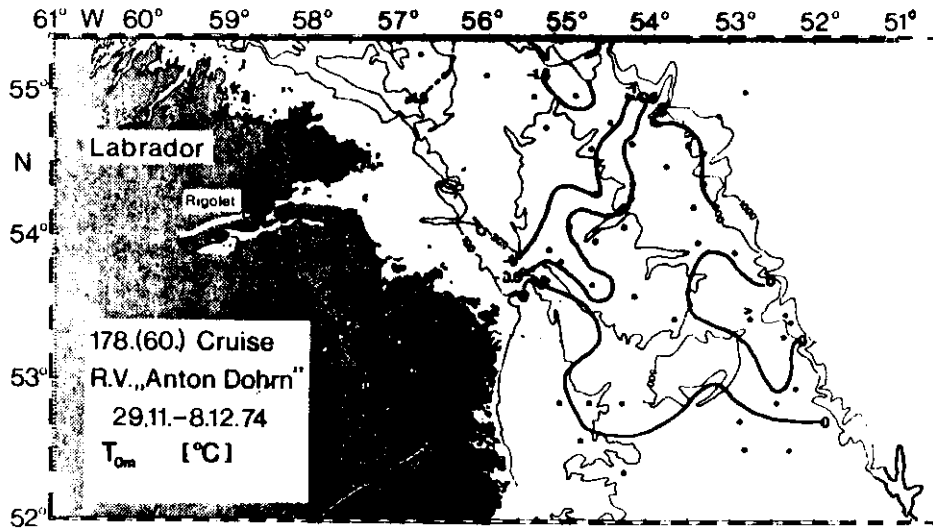 61° W 60° 59° 58° 57° 56° 55° 54° 53° 52° 51°
55°
N
54°
53°
52°
Labrador
Rigolet
178.(60.) Cruise
R.V.„Anton Dohrn"
29.11.–8.12.74
T₀ₘ [°C]